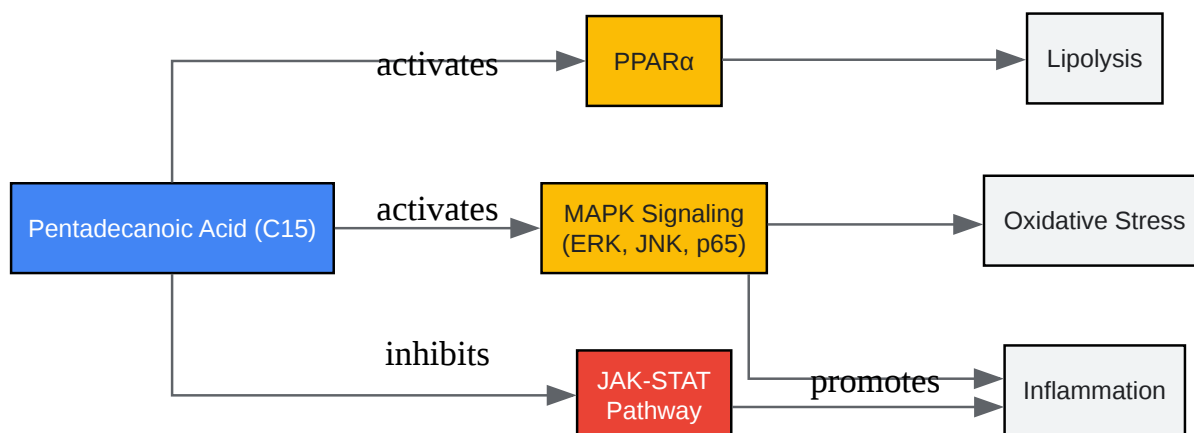 activates
PPARα
Lipolysis
Pentadecanoic Acid (C15)
activates
MAPK Signaling
(ERK, JNK, p65)
Oxidative Stress
inhibits
JAK-STAT
Pathway
promotes
Inflammation